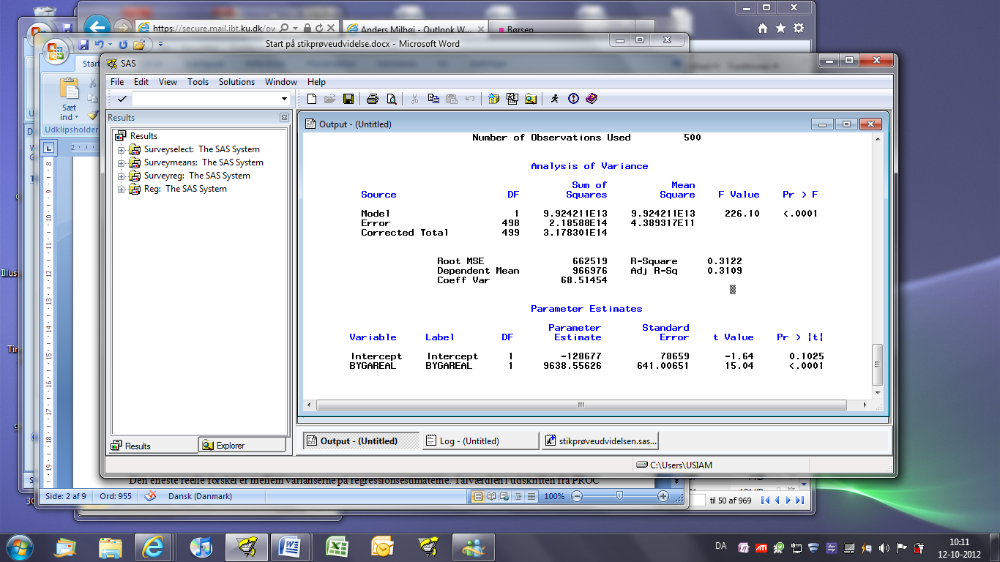 https://secure.mail.ibt.ku.dk/ow
Anders Milhøj - Outlook W...
Børsen
Start på stikprøveudvidelse.docx - Microsoft Word
Start
Sæt
ind
Udklipsholder
SAS
File Edit View Tools Solutions Window Help
Results
Results
Surveyselect: The SAS System
Surveymeans: The SAS System
Surveyreg: The SAS System
Reg: The SAS System
Output - (Untitled)
Number of Observations Used 500
Analysis of Variance
Sum of Mean
Source DF Squares Square F Value Pr > F
Model 1 9.924211E13 9.924211E13 226.10 <.0001
Error 498 2.18588E14 4.389317E11
Corrected Total 499 3.178301E14
Root MSE 662519 R-Square 0.3122
Dependent Mean 966976 Adj R-Sq 0.3109
Coeff Var 68.51454
Parameter Estimates
Parameter Standard
Variable Label DF Estimate Error t Value Pr > |t|
Intercept Intercept 1 -128677 78659 -1.64 0.1025
BYGAREAL BYGAREAL 1 9638.55626 641.00651 15.04 <.0001
Results
Explorer
Output - (Untitled)
Log - (Untitled)
stikprøveudvidelsen.sas...
C:\Users\USIAM
Den eneste reelle forskel er mellem varianserne på regressionsestimaterne. Talværdien i udskriften fra PROC
Side: 2 af 9 Ord: 955 Dansk (Danmark) 100%
til 50 af 969
DA
10:11
12-10-2012